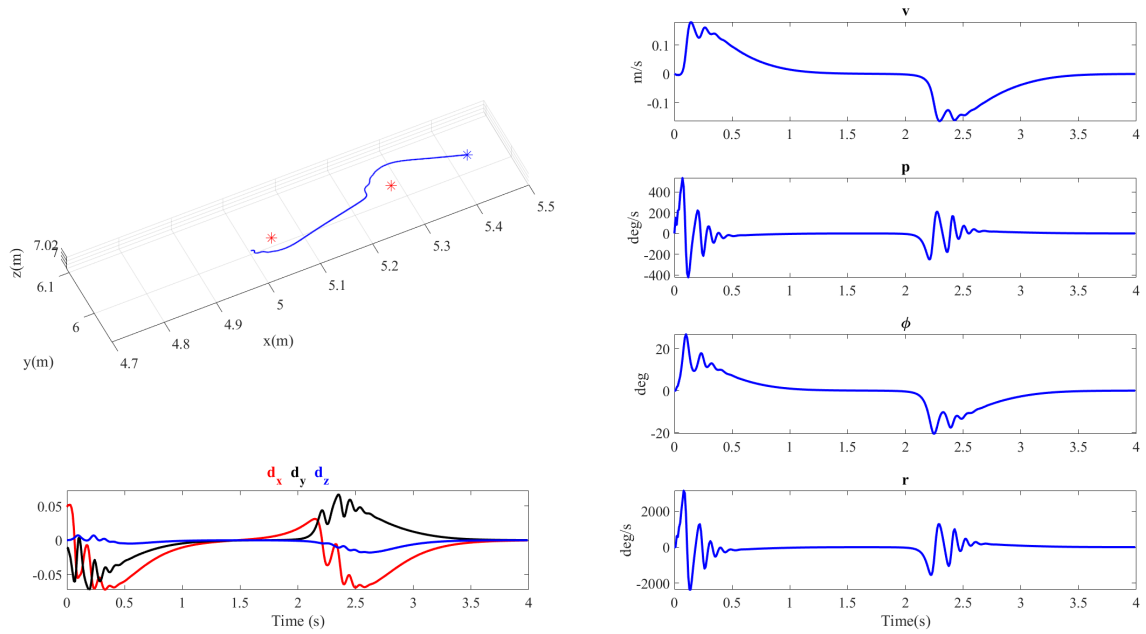 7.02
7
z(m)
6.1
6
y(m)
4.7
4.8
4.9
5
5.1
5.2
5.3
5.4
5.5
x(m)
d_x d_y d_z
0.05
0
-0.05
0 0.5 1 1.5 2 2.5 3 3.5 4
Time (s)
v
m/s
0.1
0
-0.1
0 0.5 1 1.5 2 2.5 3 3.5 4
p
deg/s
400
200
0
-200
-400
0 0.5 1 1.5 2 2.5 3 3.5 4
ϕ
deg
20
0
-20
0 0.5 1 1.5 2 2.5 3 3.5 4
r
deg/s
2000
0
-2000
0 0.5 1 1.5 2 2.5 3 3.5 4
Time(s)